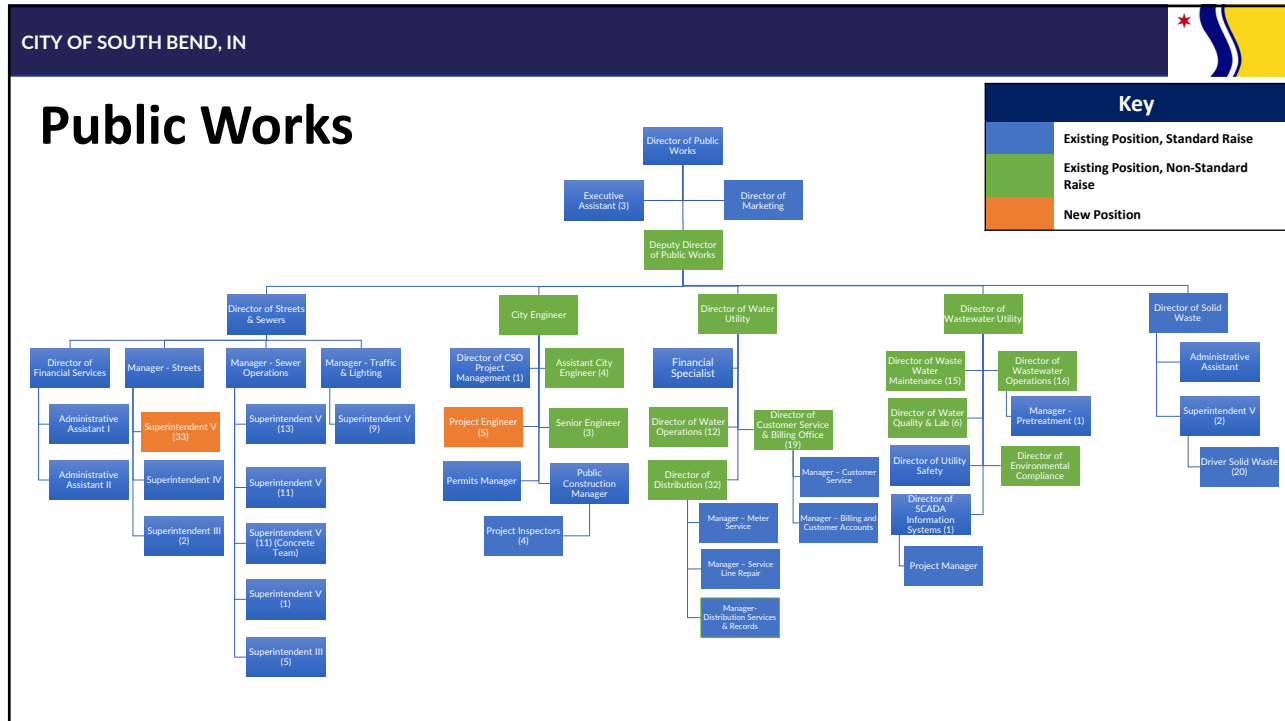 CITY OF SOUTH BEND, IN
Public Works
Key
Existing Position, Standard Raise
Existing Position, Non-Standard
Raise
New Position
Director of Public
Works
Executive
Assistant (3)
Director of
Marketing
Deputy Director
of Public Works
Director of Streets
& Sewers
City Engineer
Director of Water
Utility
Director of
Wastewater Utility
Director of Solid
Waste
Director of
Financial Services
Administrative
Assistant I
Administrative
Assistant II
Manager - Streets
Superintendent V
(33)
Superintendent IV
Superintendent III
(2)
Manager - Sewer
Operations
Superintendent V
(13)
Superintendent V
(11)
Superintendent V
(11) (Concrete
Team)
Superintendent V
(1)
Superintendent III
(5)
Manager - Traffic
& Lighting
Superintendent V
(9)
Director of CSO
Project
Management (1)
Assistant City
Engineer (4)
Project Engineer
(5)
Senior Engineer
(3)
Permits Manager
Public
Construction
Manager
Project Inspectors
(4)
Financial
Specialist
Director of Water
Operations (12)
Director of
Customer Service
& Billing Office
(19)
Manager – Customer
Service
Manager – Billing and
Customer Accounts
Director of
Distribution (32)
Manager – Meter
Service
Manager – Service
Line Repair
Manager-
Distribution Services
& Records
Director of Waste
Water
Maintenance (15)
Director of
Wastewater
Operations (16)
Manager -
Pretreatment (1)
Director of Water
Quality & Lab (6)
Director of Utility
Safety
Director of
Environmental
Compliance
Director of
SCADA
Information
Systems (1)
Project Manager
Administrative
Assistant
Superintendent V
(2)
Driver Solid Waste
(20)